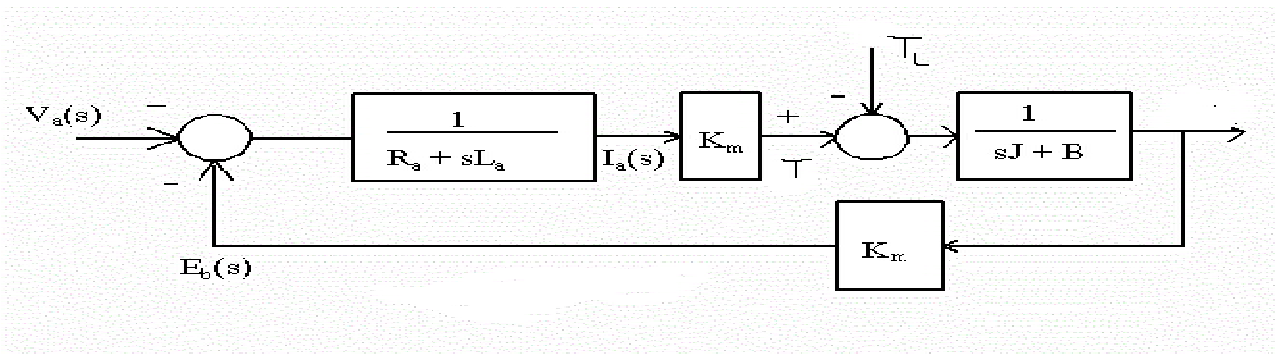 V_a(s)
−
−
1
R_a + sL_a
I_a(s)
K_m
+
T
−
T_L
1
sJ + B
K_m
E_b(s)